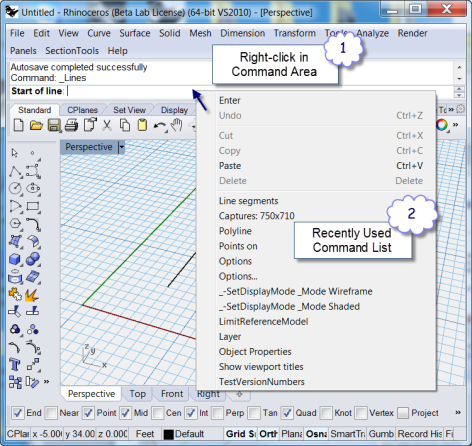 Untitled - Rhinoceros (Beta Lab License) (64-bit VS2010) - [Perspective]
File Edit View Curve Surface Solid Mesh Dimension Transform Tools Analyze Render
Panels SectionTools Help
1
Right-click in
Command Area
Autosave completed successfully
Command: _Lines
Start of line:
Standard CPlanes Set View Display
Perspective
Enter
Undo Ctrl+Z
Cut Ctrl+X
Copy Ctrl+C
Paste Ctrl+V
Delete Delete
Line segments
Captures: 750x710
Polyline
Points on
Options
Options...
_-SetDisplayMode _Mode Wireframe
_-SetDisplayMode _Mode Shaded
LimitReferenceModel
Layer
Object Properties
Show viewport titles
TestVersionNumbers
2
Recently Used
Command List
z y
x
Perspective Top Front Right
End Near Point Mid Cen Int Perp Tan Quad Knot Vertex Project
CPlan x -5.00 y 34.00 z 0.000 Feet Default Grid S Orth Plana Osna SmartTra Gumb Record His Fi